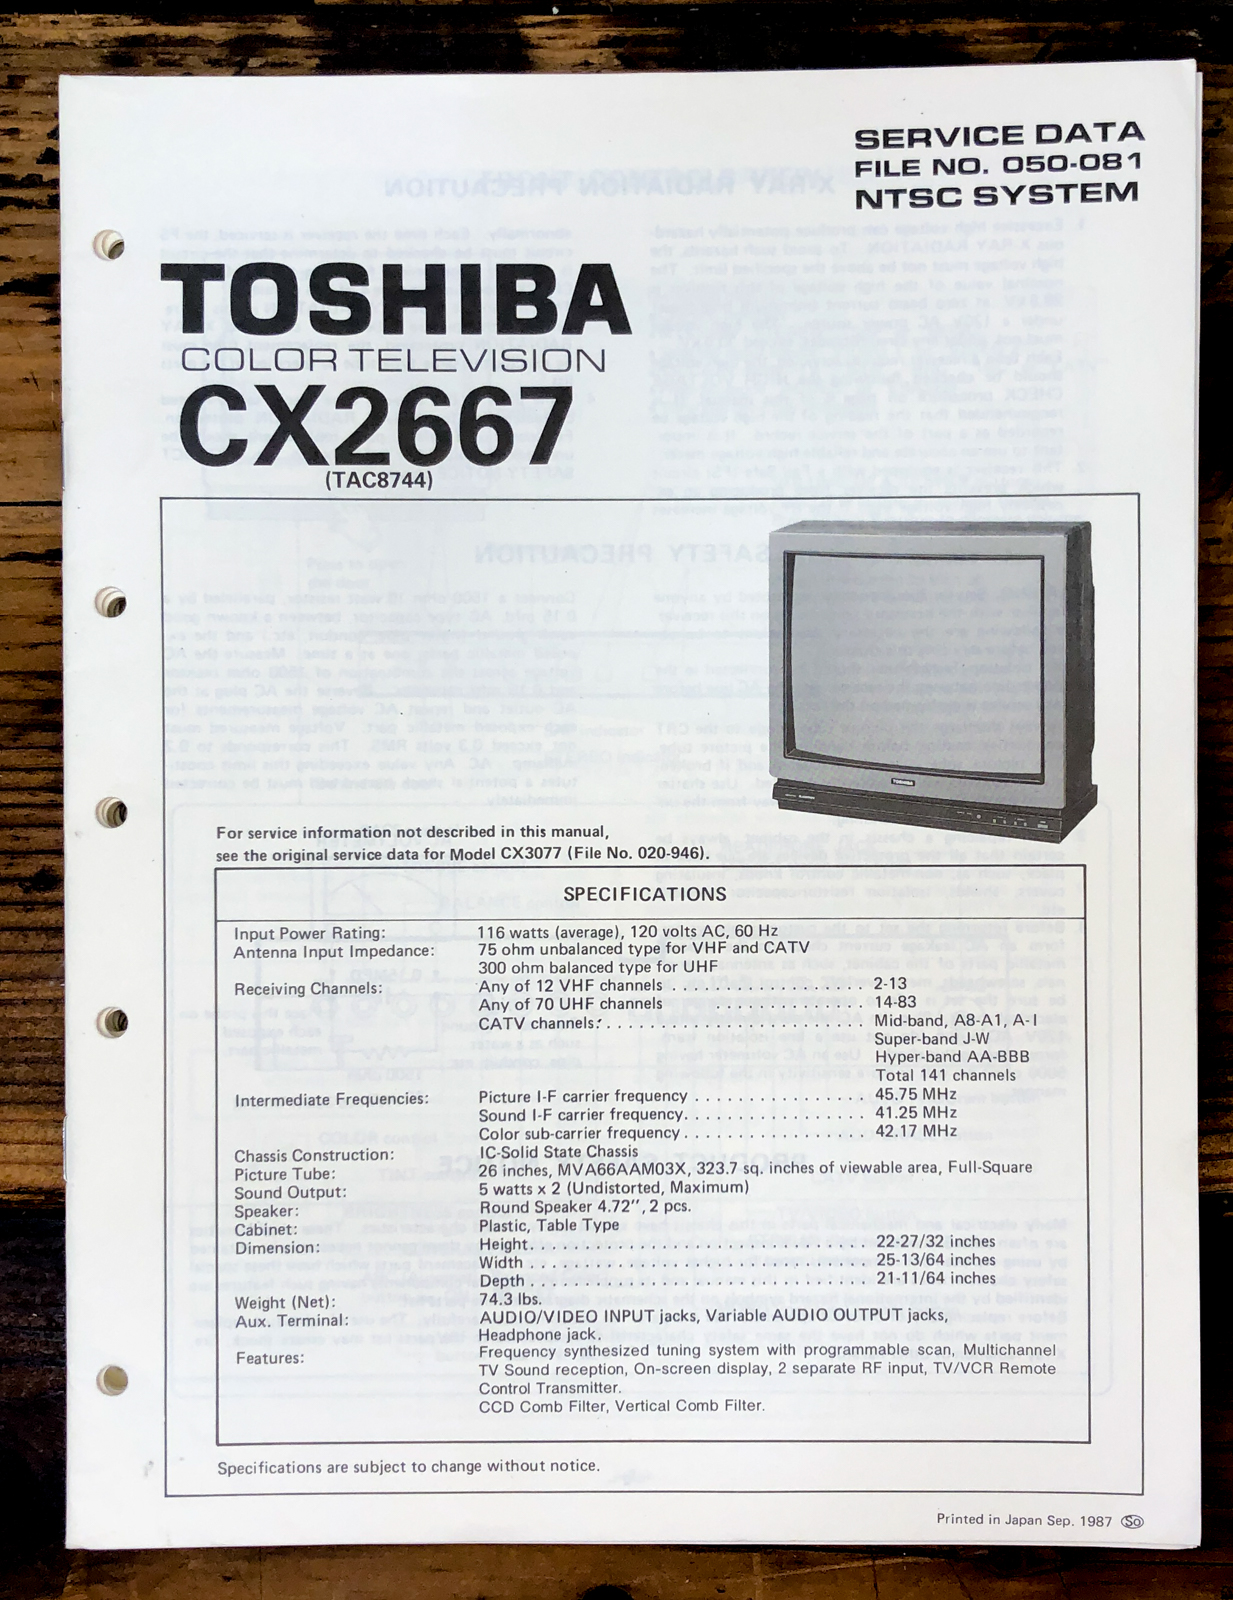 SERVICE DATA
FILE NO. 050-081
NTSC SYSTEM
TOSHIBA
COLOR TELEVISION
CX2667
(TAC8744)
TOSHIBA
For service information not described in this manual,
see the original service data for Model CX3077 (File No. 020-946).
SPECIFICATIONS
Input Power Rating: 116 watts (average), 120 volts AC, 60 Hz
Antenna Input Impedance: 75 ohm unbalanced type for VHF and CATV
300 ohm balanced type for UHF
Receiving Channels: Any of 12 VHF channels . . . . . . . . . . . . . . . . . 2-13
Any of 70 UHF channels . . . . . . . . . . . . . . . . . 14-83
CATV channels: . . . . . . . . . . . . . . . . . . . . . . Mid-band, A8-A1, A-I
Super-band J-W
Hyper-band AA-BBB
Total 141 channels
Intermediate Frequencies: Picture I-F carrier frequency . . . . . . . . . . . . . . . 45.75 MHz
Sound I-F carrier frequency. . . . . . . . . . . . . . . . 41.25 MHz
Color sub-carrier frequency . . . . . . . . . . . . . . . . 42.17 MHz
Chassis Construction: IC-Solid State Chassis
Picture Tube: 26 inches, MVA66AAM03X, 323.7 sq. inches of viewable area, Full-Square
Sound Output: 5 watts x 2 (Undistorted, Maximum)
Speaker: Round Speaker 4.72", 2 pcs.
Cabinet: Plastic, Table Type
Dimension: Height. . . . . . . . . . . . . . . . . . . . . . . . . . . . . 22-27/32 inches
Width . . . . . . . . . . . . . . . . . . . . . . . . . . . . . 25-13/64 inches
Depth . . . . . . . . . . . . . . . . . . . . . . . . . . . . . 21-11/64 inches
Weight (Net): 74.3 lbs.
Aux. Terminal: AUDIO/VIDEO INPUT jacks, Variable AUDIO OUTPUT jacks,
Headphone jack.
Features: Frequency synthesized tuning system with programmable scan, Multichannel
TV Sound reception, On-screen display, 2 separate RF input, TV/VCR Remote
Control Transmitter.
CCD Comb Filter, Vertical Comb Filter.
Specifications are subject to change without notice.
Printed in Japan Sep. 1987 So